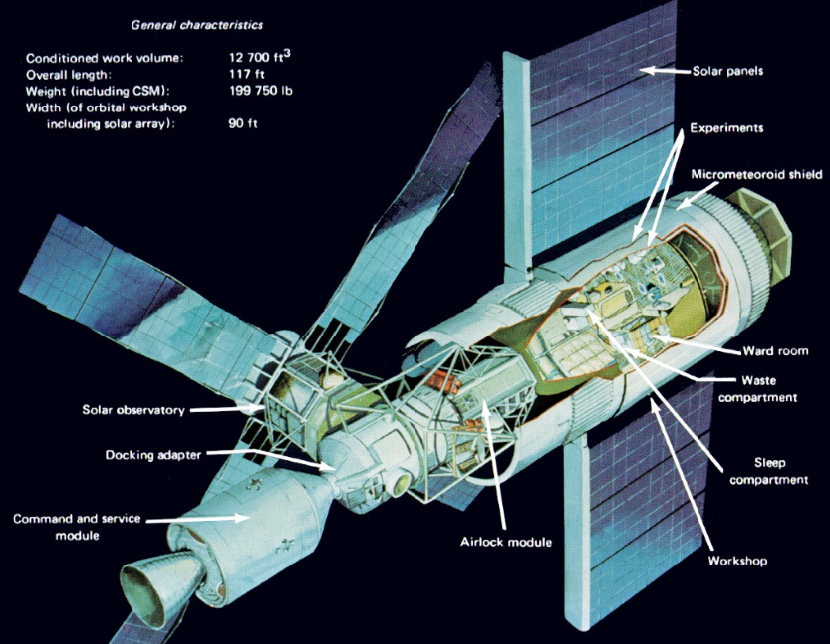 General characteristics
Conditioned work volume: 12 700 ft³
Overall length: 117 ft
Weight (including CSM): 199 750 lb
Width (of orbital workshop
including solar array): 90 ft
Solar panels
Experiments
Micrometeoroid shield
Ward room
Waste
compartment
Solar observatory
Docking adapter
Sleep
compartment
Command and service
module
Airlock module
Workshop